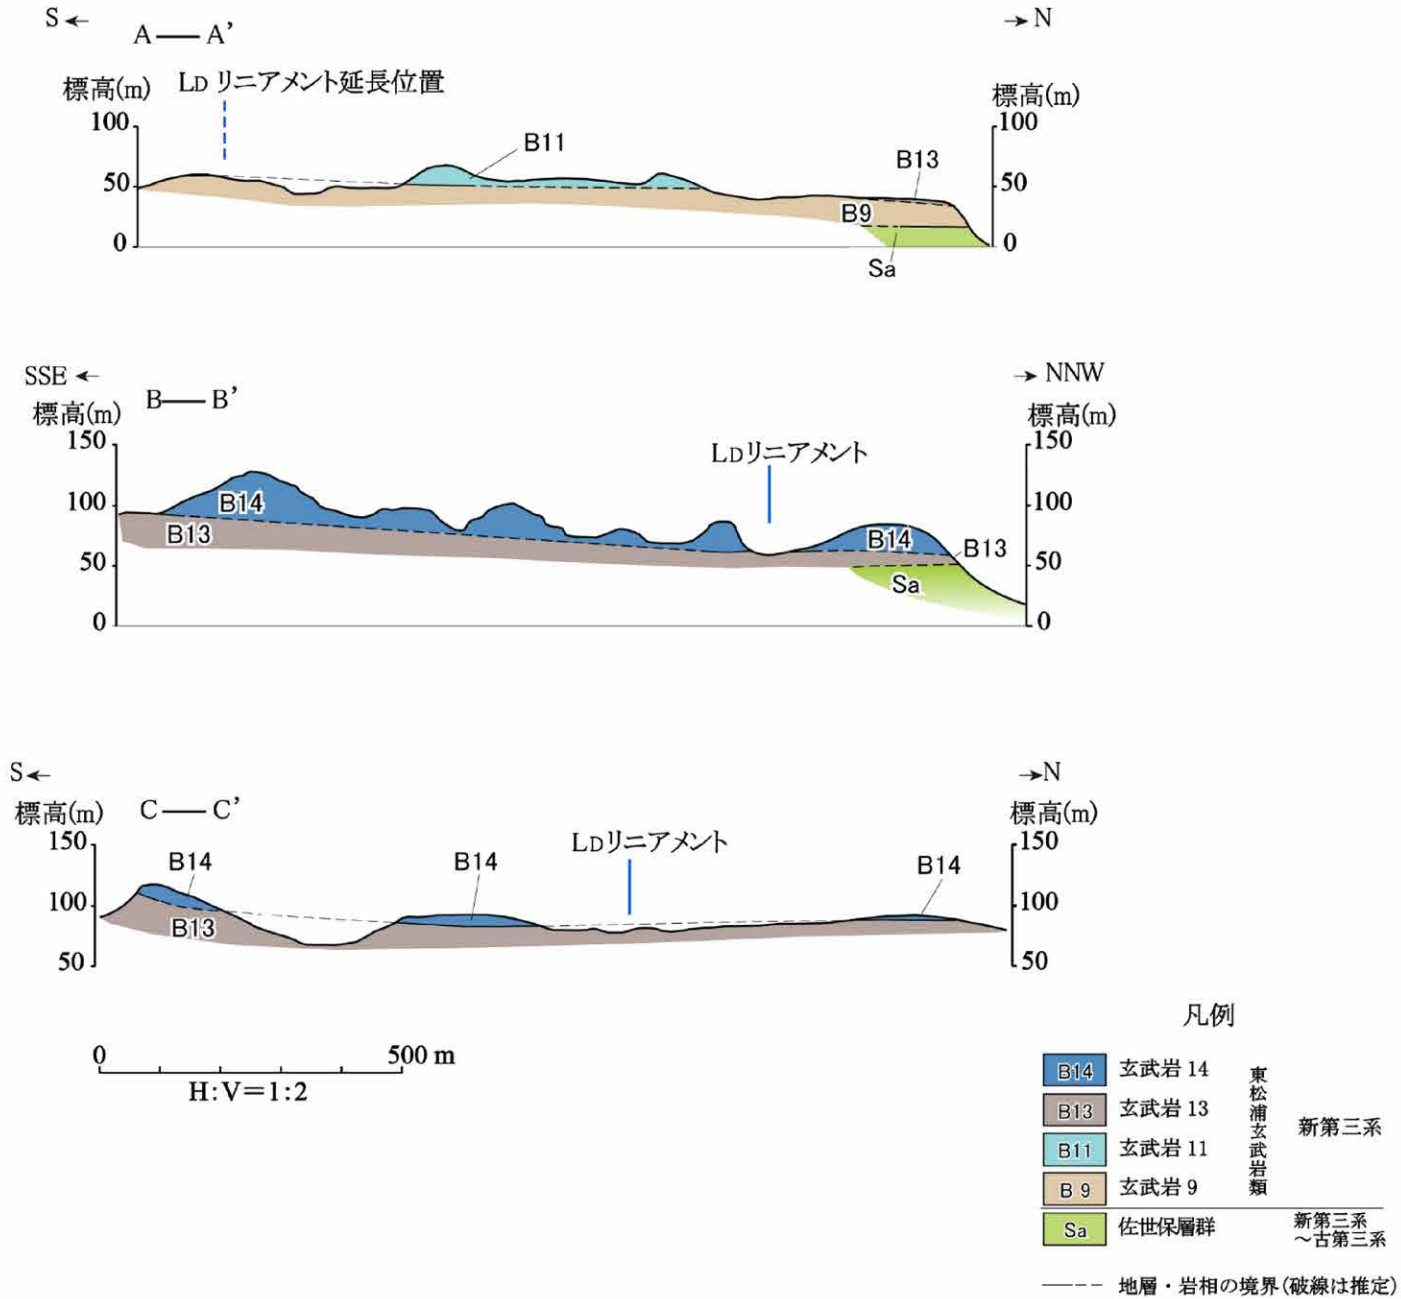 S ← → N
A — A’
標高(m) LD リニアメント延長位置 標高(m)
100 B11 100
B13
50 50
B9
0 0
Sa
SSE ← → NNW
B — B’
標高(m) 標高(m)
150 LDリニアメント 150
100 B14 100
B13 B14 B13
50 50
Sa
0 0
S ← → N
標高(m) C — C’ 標高(m)
150 LDリニアメント 150
B14 B14 B14
100 100
B13
50 50
0 500 m
H:V=1:2
凡例
B14 玄武岩 14
B13 玄武岩 13
B11 玄武岩 11
B 9 玄武岩 9
東松浦玄武岩類
新第三系
Sa 佐世保層群
新第三系
~古第三系
地層・岩相の境界(破線は推定)